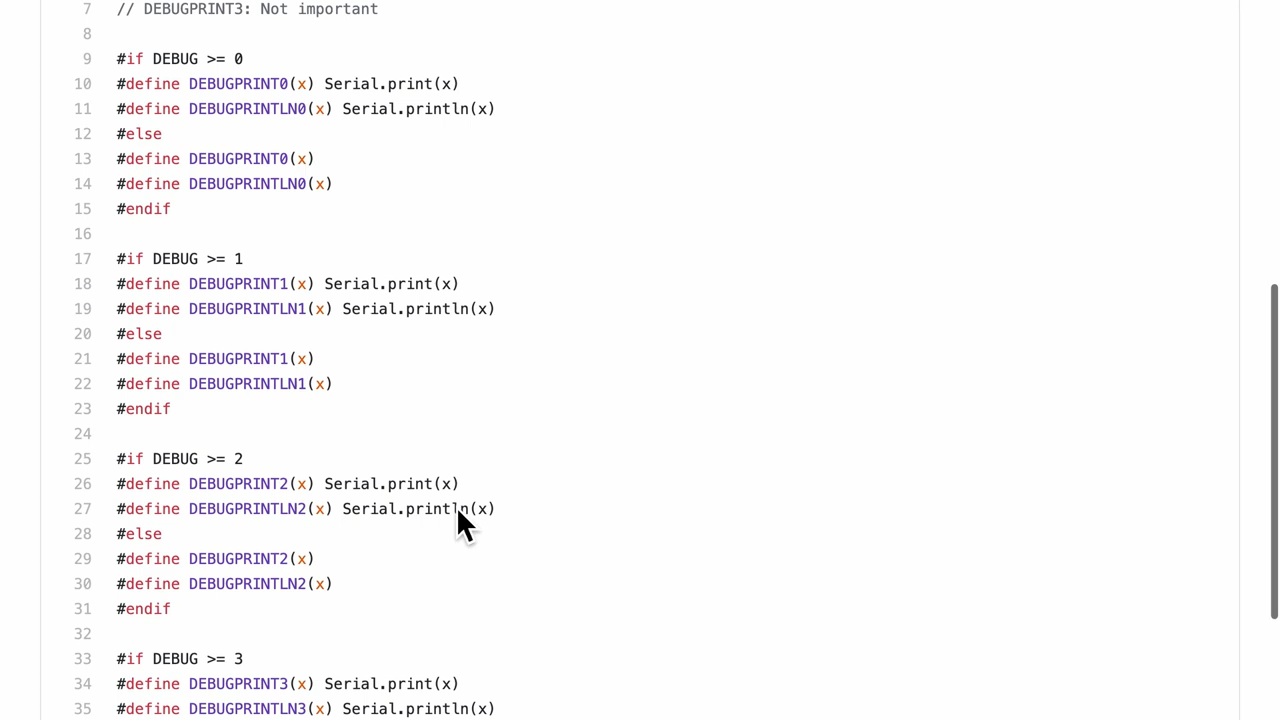 7 // DEBUGPRINT3: Not important
8
9 #if DEBUG >= 0
10 #define DEBUGPRINT0(x) Serial.print(x)
11 #define DEBUGPRINTLN0(x) Serial.println(x)
12 #else
13 #define DEBUGPRINT0(x)
14 #define DEBUGPRINTLN0(x)
15 #endif
16
17 #if DEBUG >= 1
18 #define DEBUGPRINT1(x) Serial.print(x)
19 #define DEBUGPRINTLN1(x) Serial.println(x)
20 #else
21 #define DEBUGPRINT1(x)
22 #define DEBUGPRINTLN1(x)
23 #endif
24
25 #if DEBUG >= 2
26 #define DEBUGPRINT2(x) Serial.print(x)
27 #define DEBUGPRINTLN2(x) Serial.println(x)
28 #else
29 #define DEBUGPRINT2(x)
30 #define DEBUGPRINTLN2(x)
31 #endif
32
33 #if DEBUG >= 3
34 #define DEBUGPRINT3(x) Serial.print(x)
35 #define DEBUGPRINTLN3(x) Serial.println(x)